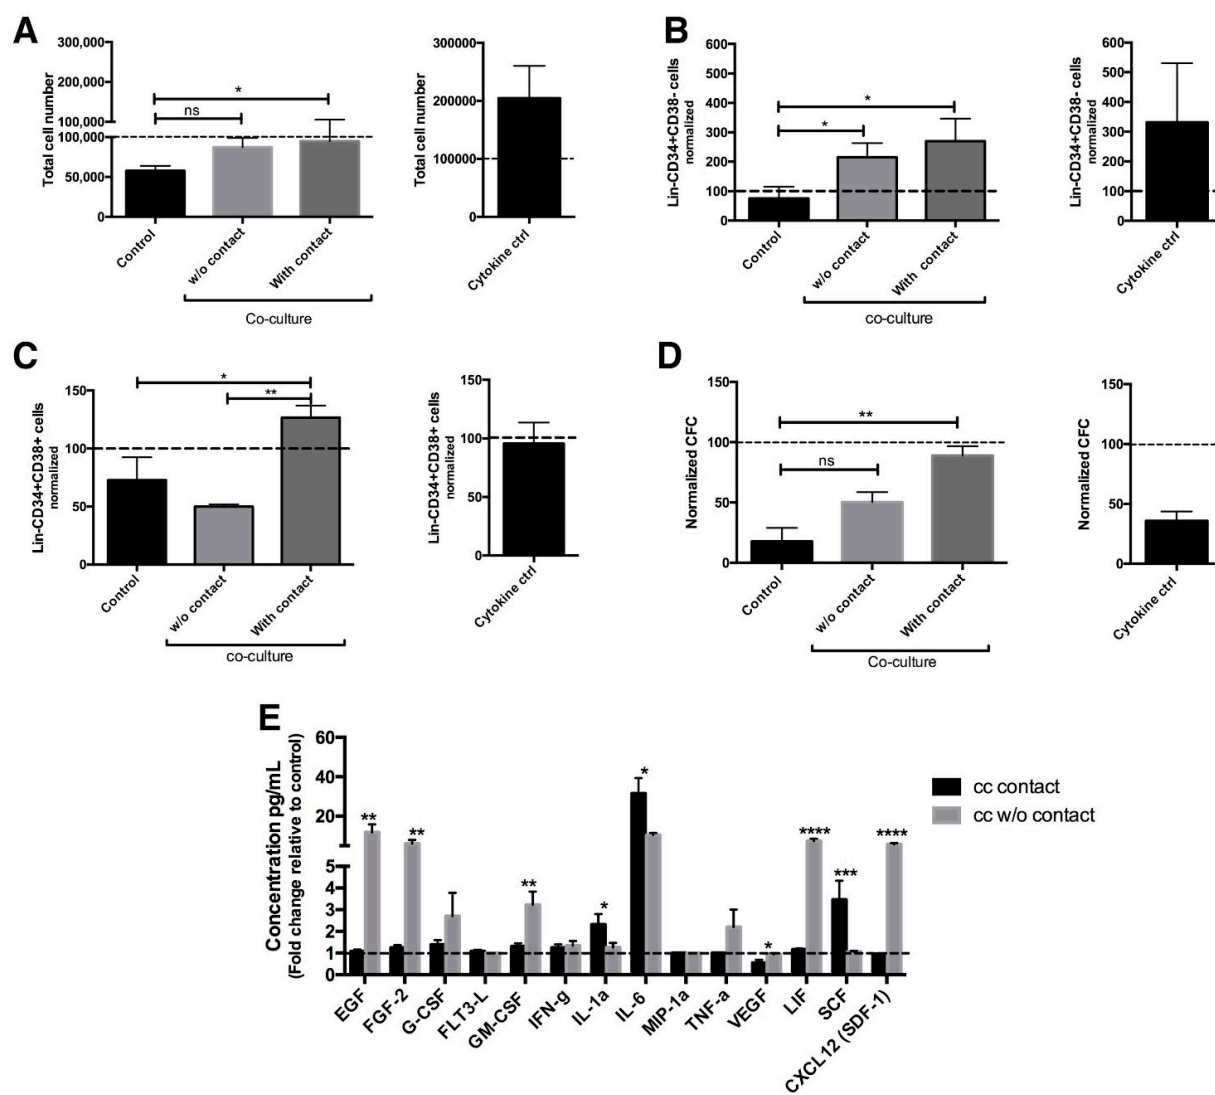 A
Total cell number
300,000
200,000
100,000
100,000
50,000
0
*
ns
Control
w/o contact
With contact
Co-culture
Total cell number
300000
200000
100000
0
Cytokine ctrl
B
Lin-CD34+CD38- cells
normalized
600
500
400
300
200
100
0
*
*
Control
w/o contact
With contact
co-culture
Lin-CD34+CD38- cells
normalized
600
500
400
300
200
100
0
Cytokine ctrl
C
Lin-CD34+CD38+ cells
normalized
150
100
50
0
*
**
Control
w/o contact
With contact
co-culture
Lin-CD34+CD38+ cells
normalized
150
100
50
0
Cytokine ctrl
D
Normalized CFC
150
100
50
0
**
ns
Control
w/o contact
With contact
Co-culture
Normalized CFC
150
100
50
0
Cytokine ctrl
E
Concentration pg/mL
(Fold change relative to control)
60
40
20
5
4
3
2
1
0
**
**
**
*
*
*
****
***
****
EGF
FGF-2
G-CSF
FLT3-L
GM-CSF
IFN-g
IL-1a
IL-6
MIP-1a
TNF-a
VEGF
LIF
SCF
CXCL12 (SDF-1)
cc contact
cc w/o contact